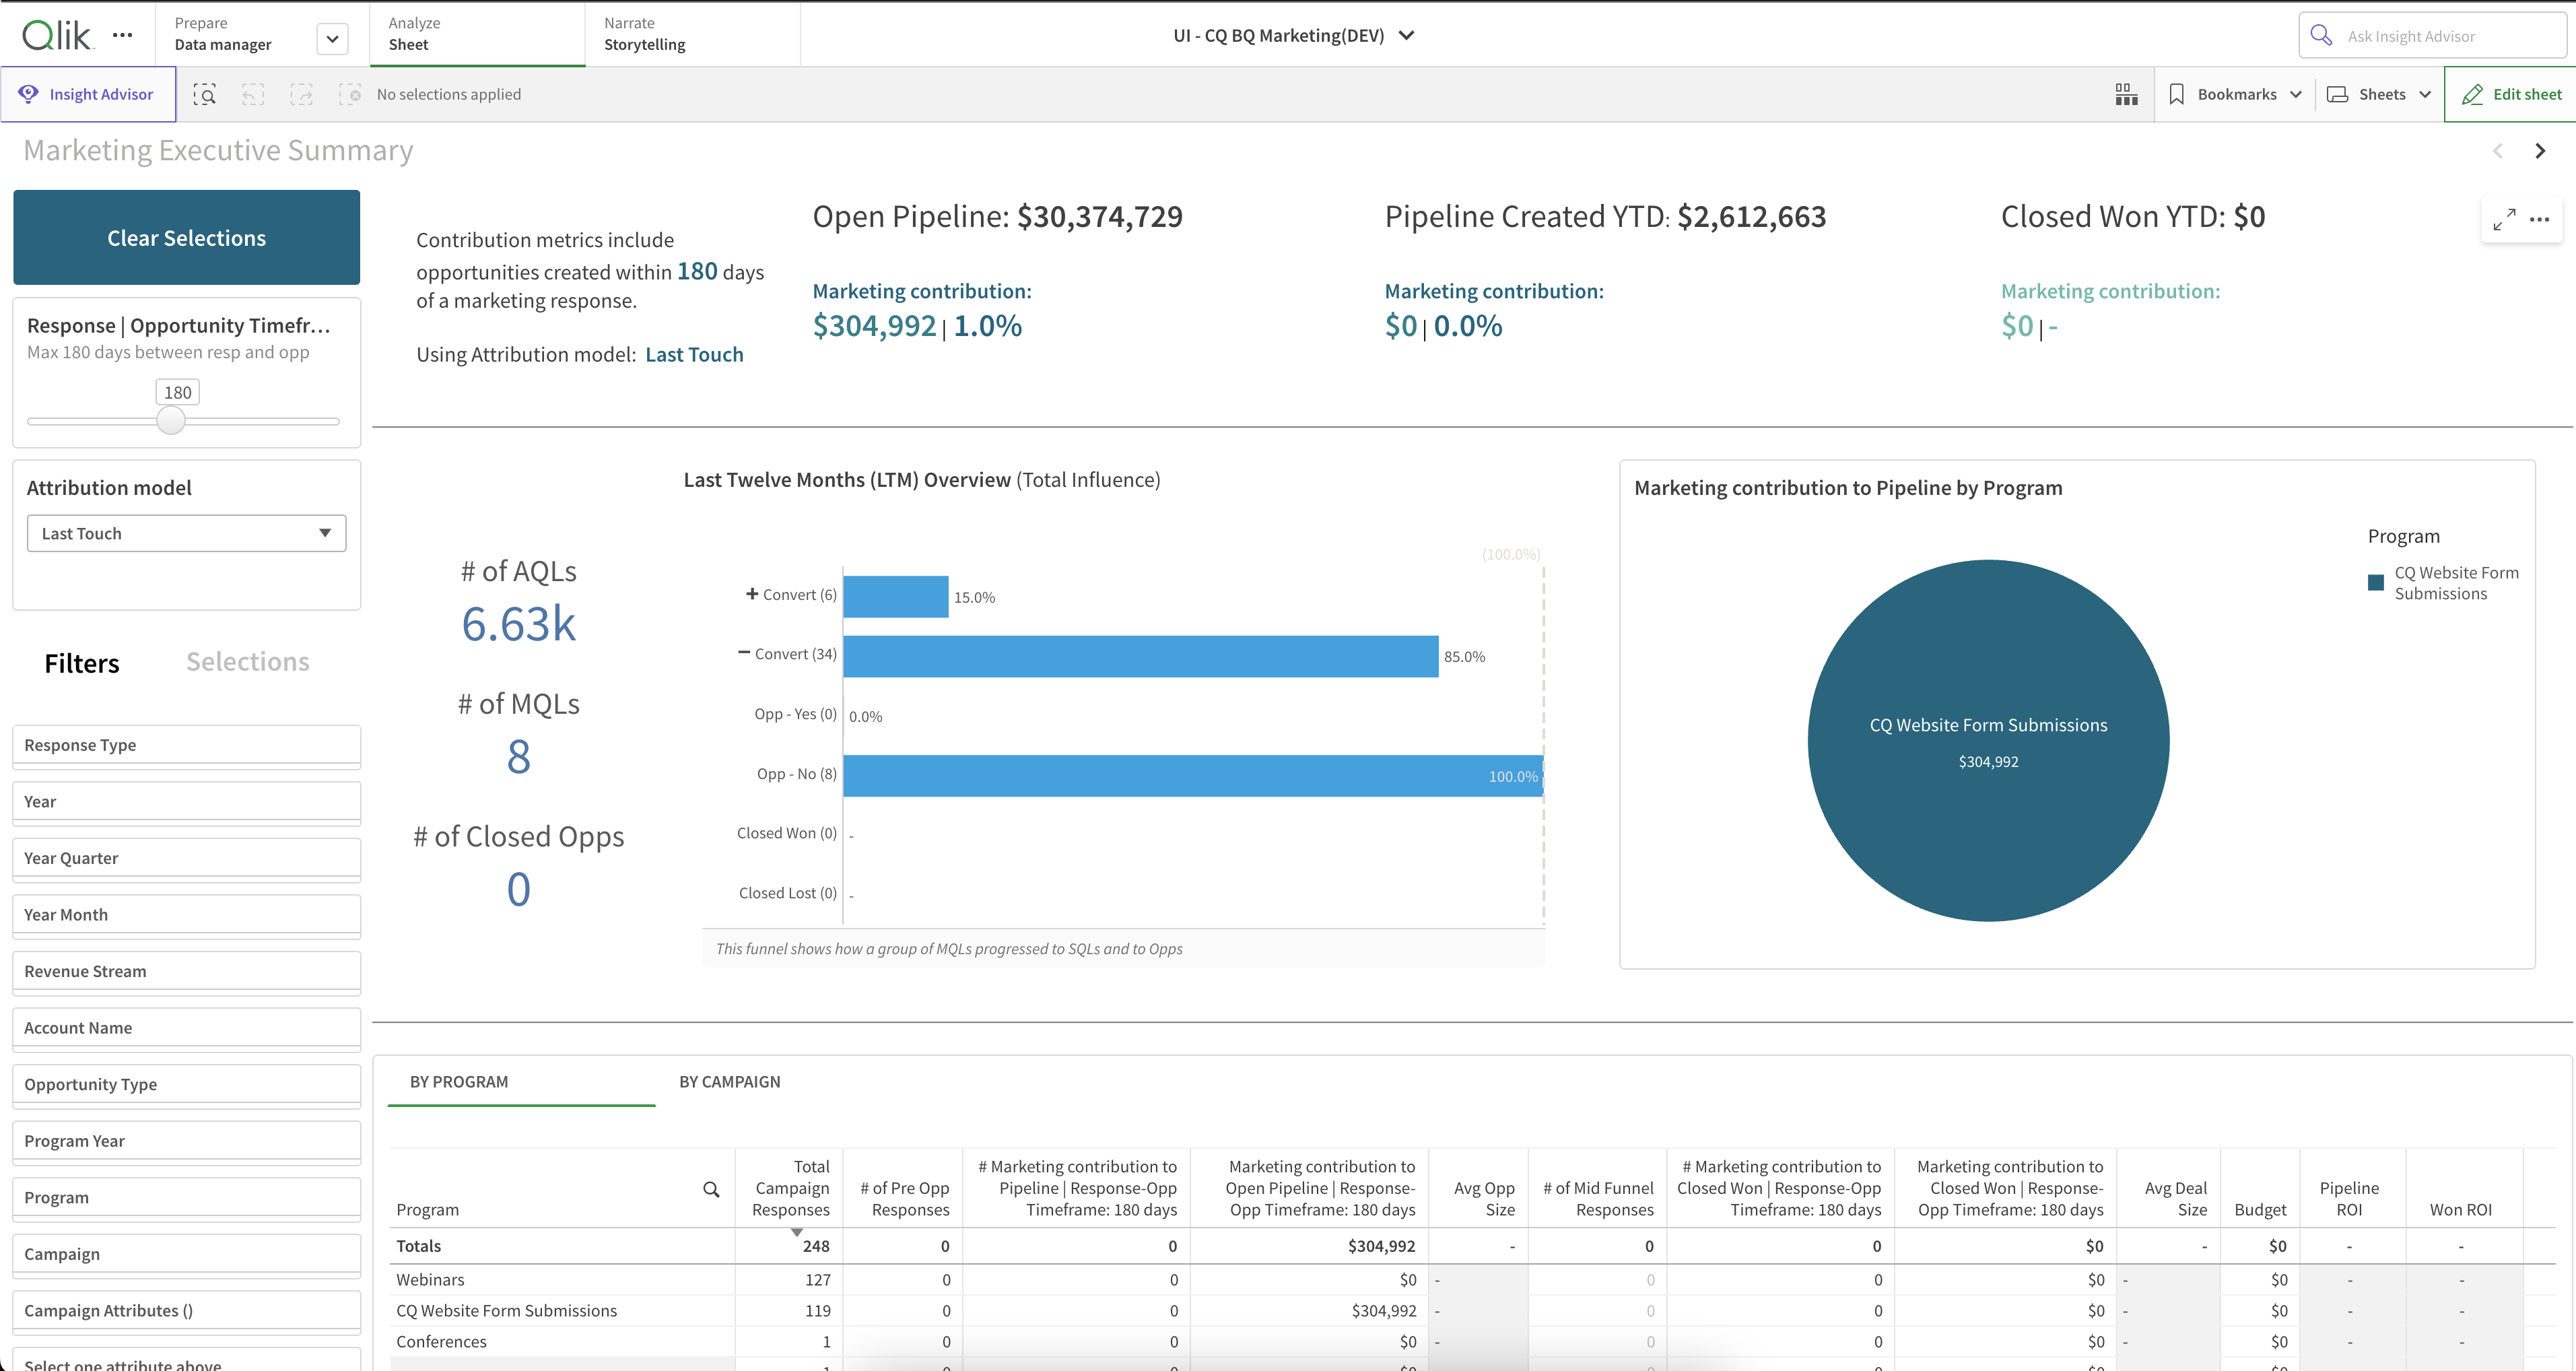 Qlik
Prepare
Data manager
Analyze
Sheet
Narrate
Storytelling
UI - CQ BQ Marketing(DEV)
Ask Insight Advisor
Insight Advisor
No selections applied
Bookmarks
Sheets
Edit sheet
Marketing Executive Summary
Clear Selections
Response | Opportunity Timefr...
Max 180 days between resp and opp
180
Attribution model
Last Touch
Filters
Selections
Response Type
Year
Year Quarter
Year Month
Revenue Stream
Account Name
Opportunity Type
Program Year
Program
Campaign
Campaign Attributes ()
Select one attribute above
Contribution metrics include
opportunities created within 180 days
of a marketing response.
Using Attribution model: Last Touch
Open Pipeline: $30,374,729
Marketing contribution:
$304,992 | 1.0%
Pipeline Created YTD: $2,612,663
Marketing contribution:
$0 | 0.0%
Closed Won YTD: $0
Marketing contribution:
$0 | -
# of AQLs
6.63k
# of MQLs
8
# of Closed Opps
0
Last Twelve Months (LTM) Overview (Total Influence)
(100.0%)
+ Convert (6) 15.0%
− Convert (34) 85.0%
Opp - Yes (0) 0.0%
Opp - No (8) 100.0%
Closed Won (0) -
Closed Lost (0) -
This funnel shows how a group of MQLs progressed to SQLs and to Opps
Marketing contribution to Pipeline by Program
Program
CQ Website Form
Submissions
CQ Website Form Submissions
$304,992
BY PROGRAM
BY CAMPAIGN
Program
Total
Campaign
Responses
# of Pre Opp
Responses
# Marketing contribution to
Pipeline | Response-Opp
Timeframe: 180 days
Marketing contribution to
Open Pipeline | Response-
Opp Timeframe: 180 days
Avg Opp
Size
# of Mid Funnel
Responses
# Marketing contribution to
Closed Won | Response-Opp
Timeframe: 180 days
Marketing contribution to
Closed Won | Response-
Opp Timeframe: 180 days
Avg Deal
Size
Budget
Pipeline
ROI
Won ROI
Totals 248 0 0 $304,992 - 0 0 $0 - $0 - -
Webinars 127 0 0 $0 - 0 0 $0 - $0 - -
CQ Website Form Submissions 119 0 0 $304,992 - 0 0 $0 - $0 - -
Conferences 1 0 0 $0 - 0 0 $0 - $0 - -